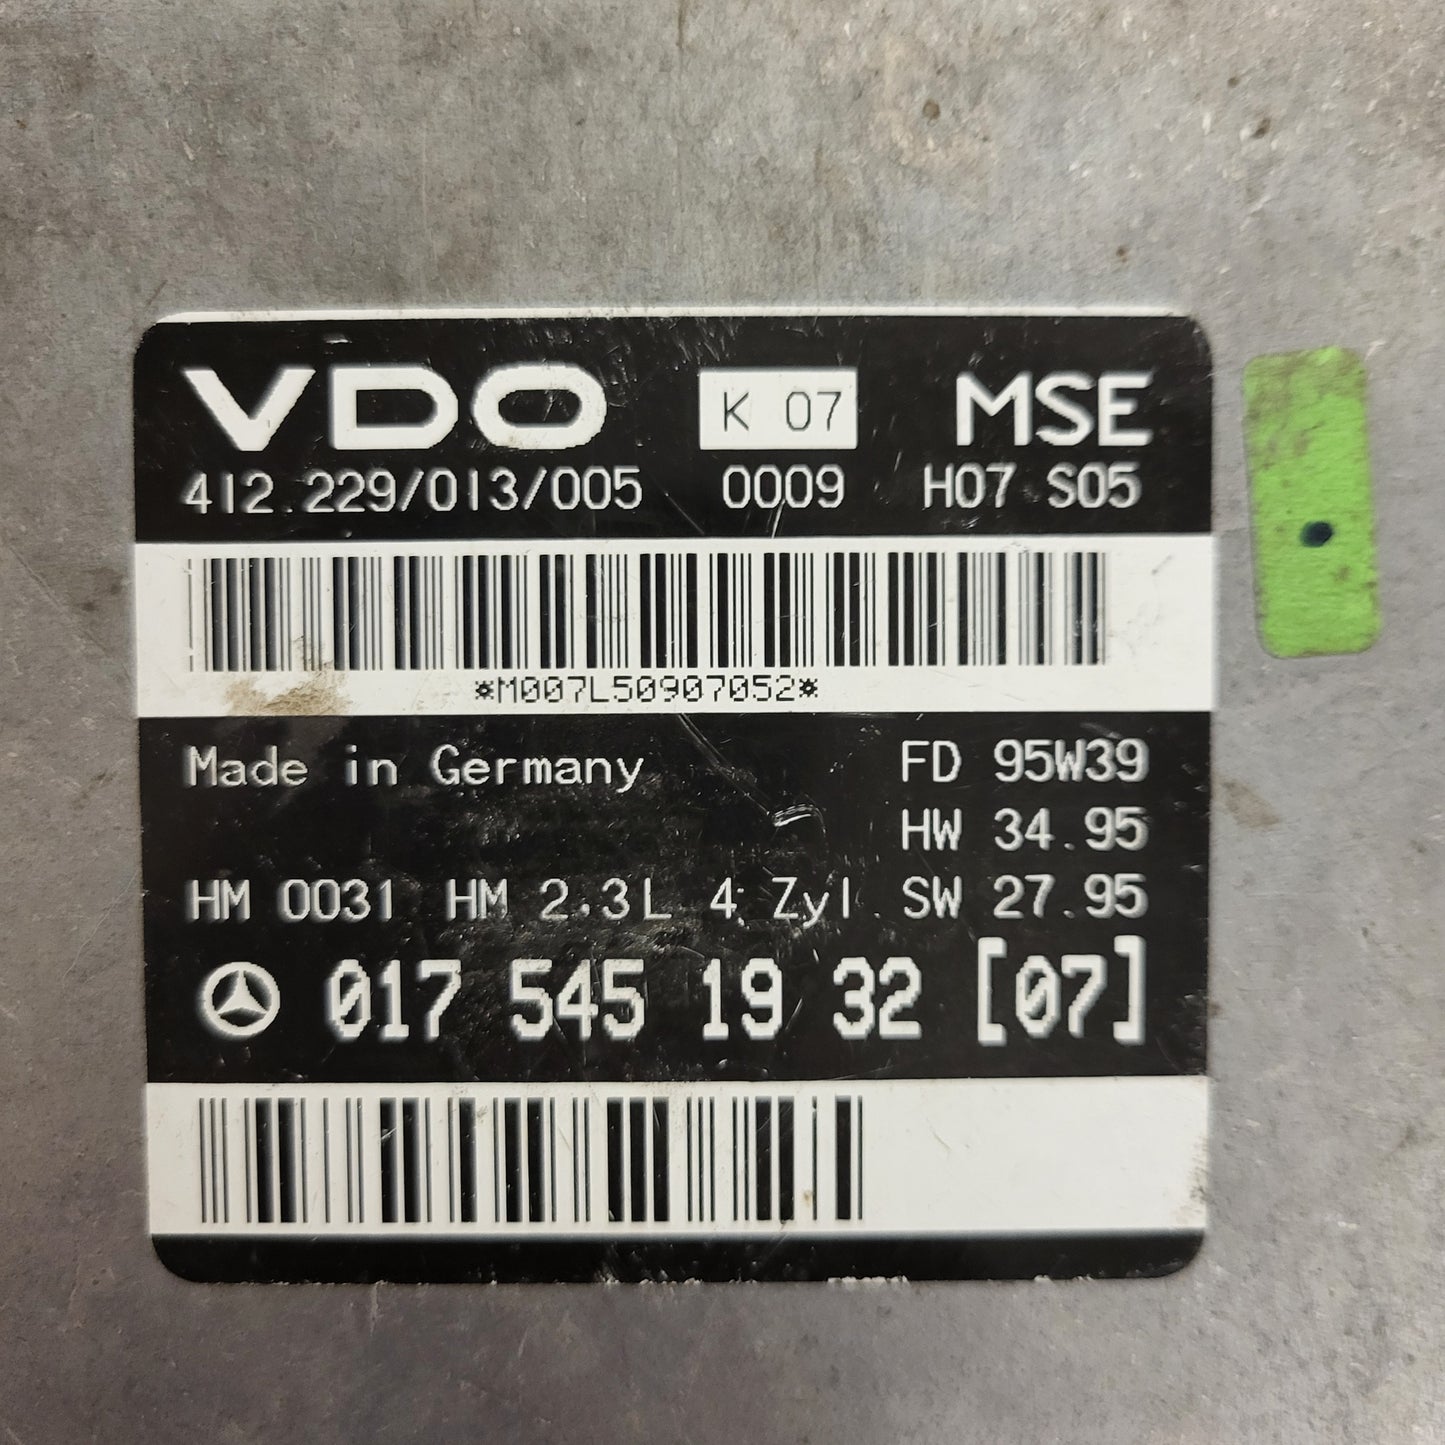 VDO K 07 MSE
412.229/013/005 0009 H07 S05
*M007L50907052*
Made in Germany FD 95W39
HW 34.95
HM 0031 HM 2.3L 4 Zyl. SW 27.95
017 545 19 32 [07]